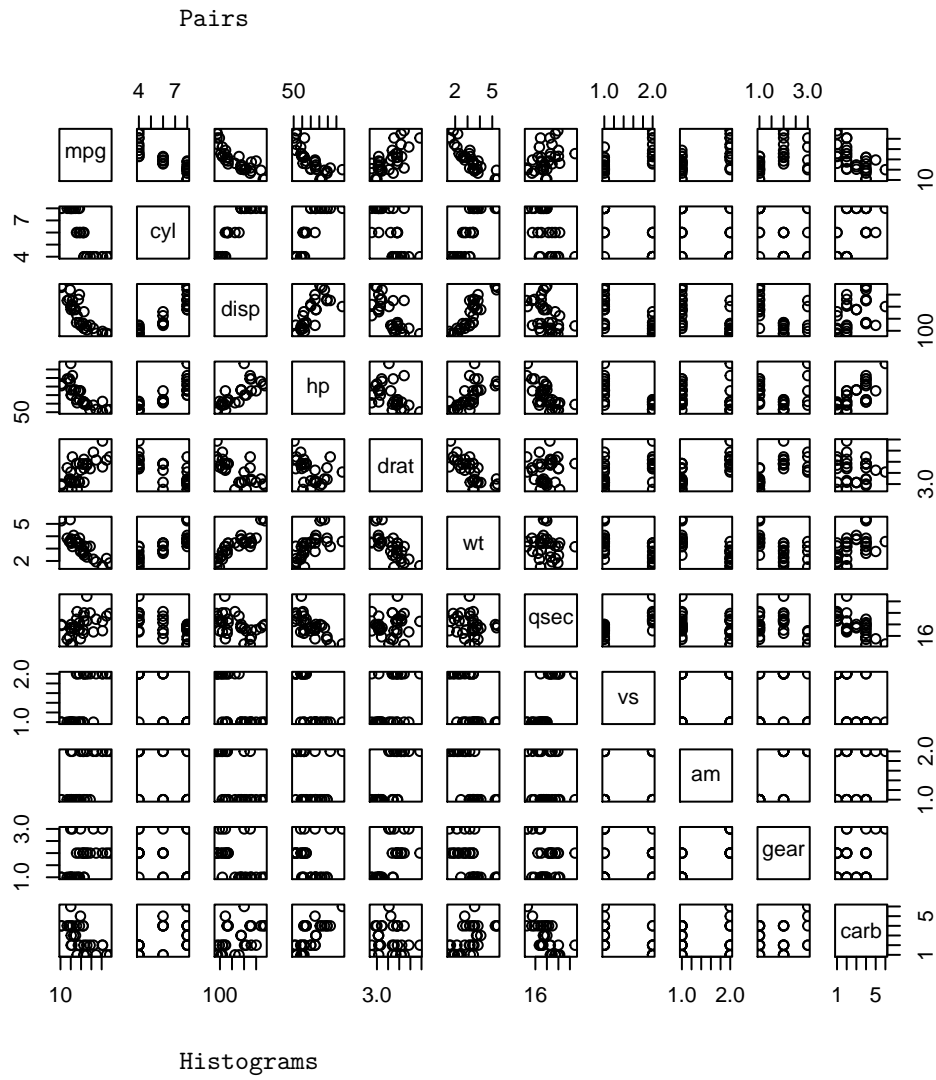 Pairs
4 7 50 2 5 1.0 2.0 1.0 3.0
mpg 10
7 4 cyl
disp 100
50 hp
drat 3.0
5 2 wt
qsec 16
2.0 1.0 vs
am 2.0 1.0
3.0 1.0 gear
carb 5 1
10 100 3.0 16 1.0 2.0 1 5
Histograms